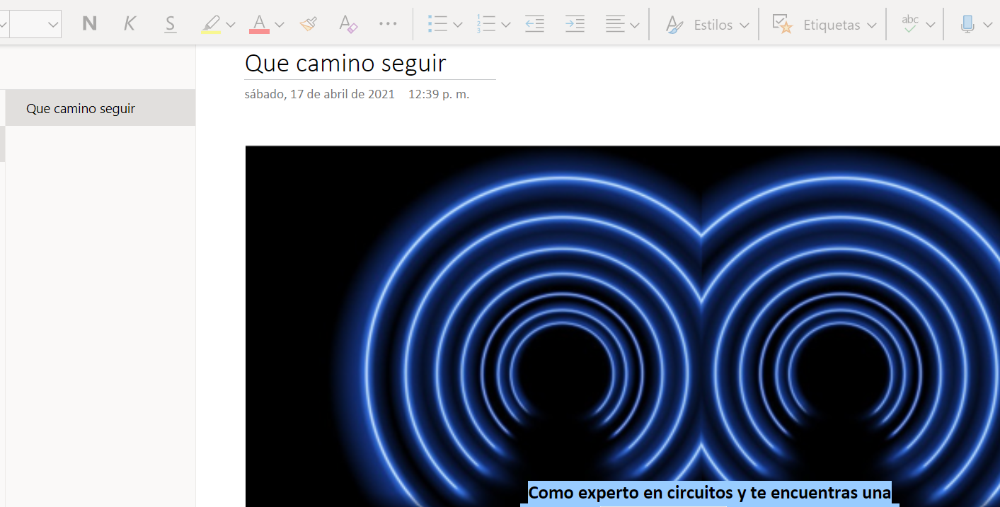 N K S A A Estilos Etiquetas abc
Que camino seguir
sábado, 17 de abril de 2021 12:39 p. m.
Que camino seguir
Como experto en circuitos y te encuentras una